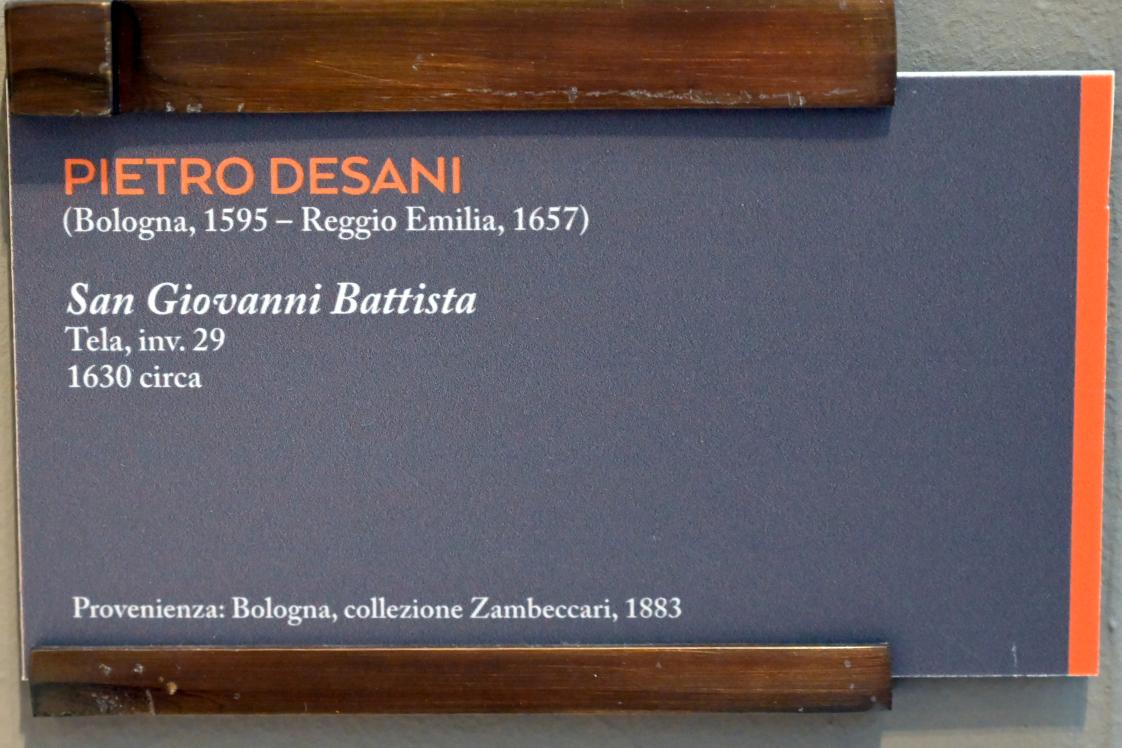 PIETRO DESANI
(Bologna, 1595 – Reggio Emilia, 1657)
San Giovanni Battista
Tela, inv. 29
1630 circa
Provenienza: Bologna, collezione Zambeccari, 1883